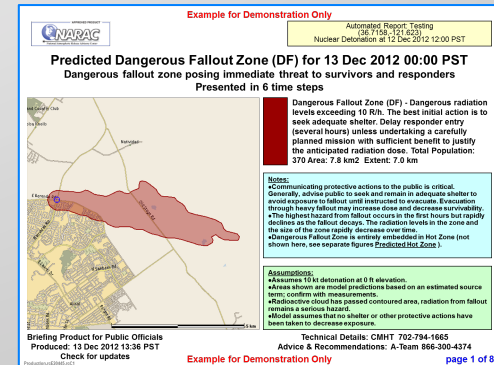 Example for Demonstration Only
NARAC
Automated Report: Testing
(36.7158,-121.623)
Nuclear Detonation at 12 Dec 2012 12:00 PST
Predicted Dangerous Fallout Zone (DF) for 13 Dec 2012 00:00 PST
Dangerous fallout zone posing immediate threat to survivors and responders
Presented in 6 time steps
Natividad
5 km
Dangerous Fallout Zone (DF) - Dangerous radiation
levels exceeding 10 R/h. The best initial action is to
seek adequate shelter. Delay responder entry
(several hours) unless undertaking a carefully
planned mission with sufficient benefit to justify
the anticipated radiation dose. Total Population:
370 Area: 7.8 km2 Extent: 7.0 km
Notes:
●Communicating protective actions to the public is critical.
Generally, advise public to seek and remain in adequate shelter to
avoid exposure to fallout until instructed to evacuate. Evacuation
through heavy fallout may increase dose and decrease survivability.
●The highest hazard from fallout occurs in the first hours but rapidly
declines as the fallout decays. The radiation levels in the zone and
the size of the zone rapidly decrease over time.
●Dangerous Fallout Zone is entirely embedded in Hot Zone (not
shown here, see separate figures Predicted Hot Zone ).
Assumptions:
●Assumes 10 kt detonation at 0 ft elevation.
●Areas shown are model predictions based on an estimated source
term; confirm with measurements.
●Radioactive cloud has passed contoured area, radiation from fallout
remains a serious hazard.
●Model assumes that no shelter or other protective actions have
been taken to decrease exposure.
Briefing Product for Public Officials
Produced: 13 Dec 2012 13:36 PST
Check for updates
Technical Details: CMHT 702-794-1665
Advice & Recommendations: A-Team 866-300-4374
Example for Demonstration Only
page 1 of 8